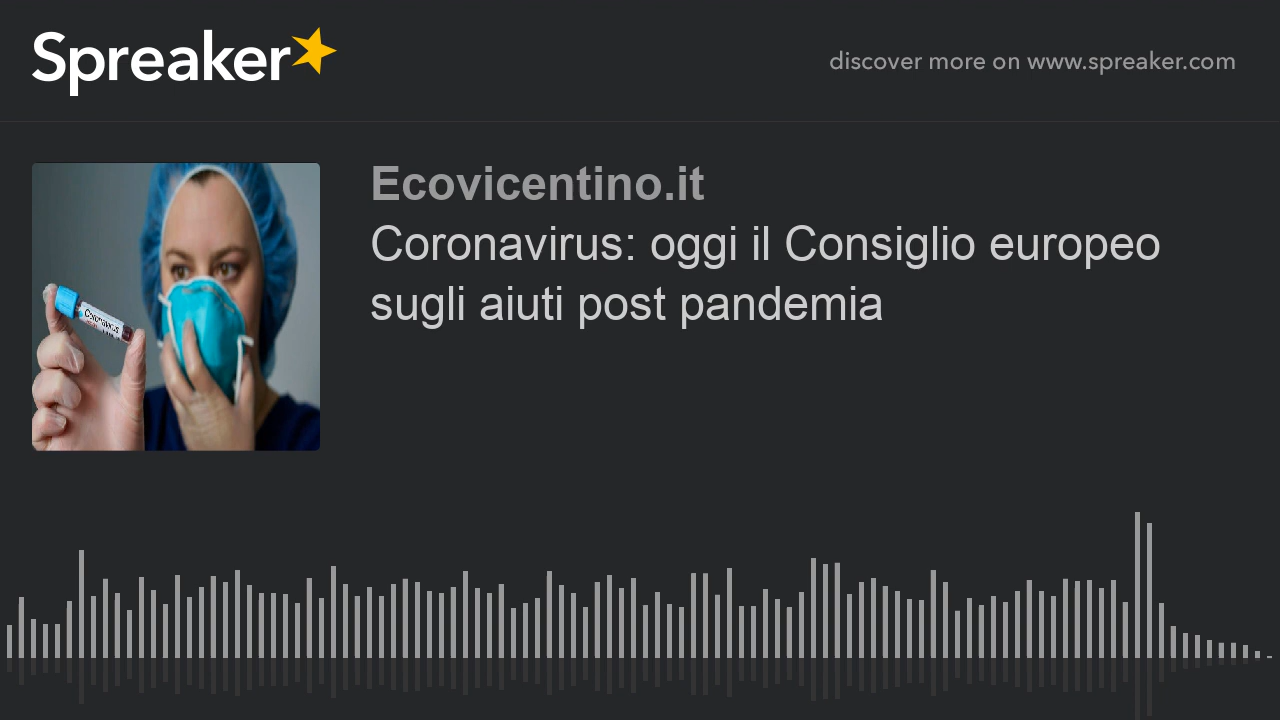 Spreaker
discover more on www.spreaker.com
Ecovicentino.it
Coronavirus: oggi il Consiglio europeo
sugli aiuti post pandemia
Coronavirus